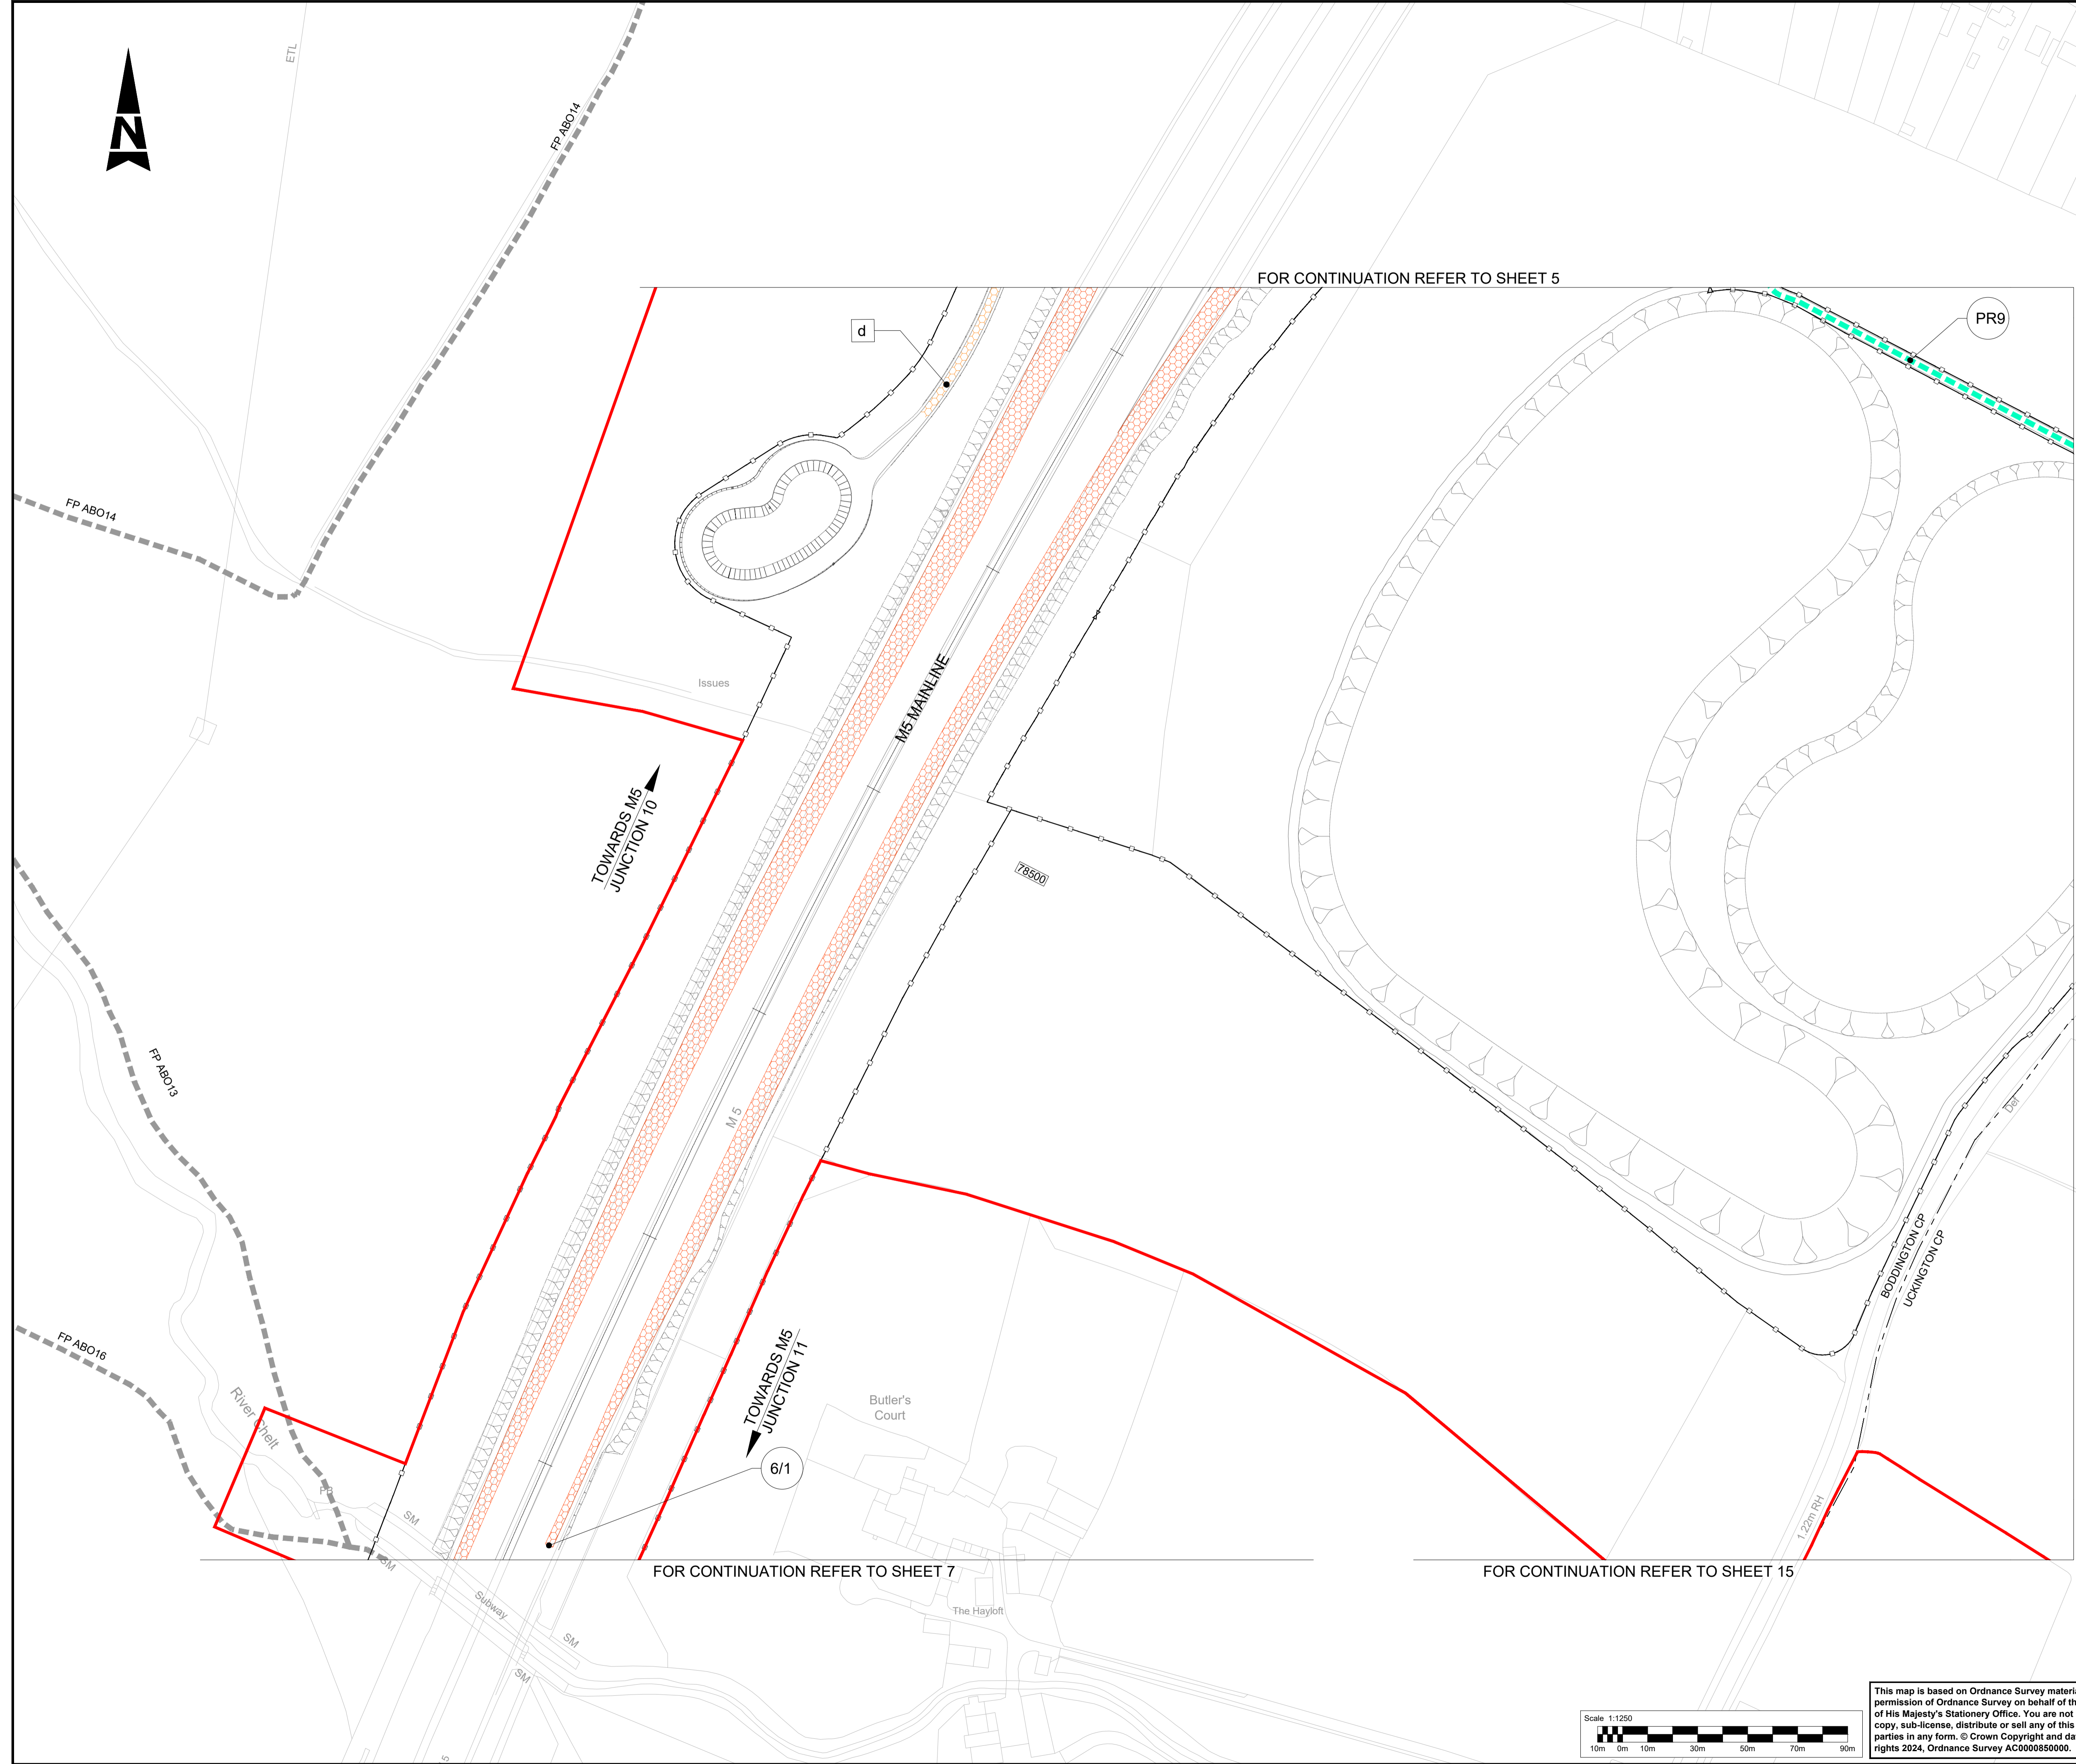 ETL
FP ABO14
N
FOR CONTINUATION REFER TO SHEET 5
d
PR9
FP ABO14
Issues
M5 MAINLINE
TOWARDS M5
JUNCTION 10
78500
FP ABO13
M 5
Def
BODDINGTON CP
UCKINGTON CP
FP ABO16
River Chelt
TOWARDS M5
JUNCTION 11
Butler's
Court
6/1
FB
SM
1.22m RH
SM
FOR CONTINUATION REFER TO SHEET 7
FOR CONTINUATION REFER TO SHEET 15
Subway
The Hayloft
SM
SM
5
Scale 1:1250
10m 0m 10m 30m 50m 70m 90m
This map is based on Ordnance Survey materia
permission of Ordnance Survey on behalf of th
of His Majesty's Stationery Office. You are not
copy, sub-license, distribute or sell any of this
parties in any form. © Crown Copyright and da
rights 2024, Ordnance Survey AC0000850000.